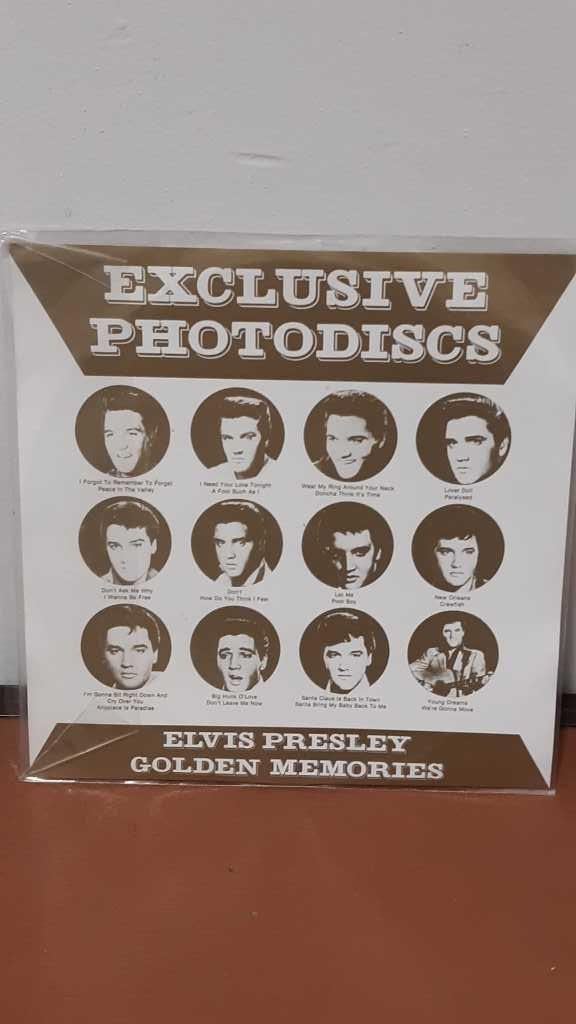 EXCLUSIVE
PHOTODISCS
I Forgot To Remember To Forget
Peace In The Valley
I Need Your Love Tonight
A Fool Such As I
Wear My Ring Around Your Neck
Doncha Think It's Time
Lover Doll
Paralysed
Don't Ask Me Why
I Wanna Be Free
Don't
How Do You Think I Feel
Let Me
Poor Boy
New Orleans
Crawfish
I'm Gonna Sit Right Down And
Cry Over You
Anyplace Is Paradise
Big Hunk O'Love
Don't Leave Me Now
Santa Claus Is Back In Town
Santa Bring My Baby Back To Me
Young Dreams
We're Gonna Move
ELVIS PRESLEY
GOLDEN MEMORIES